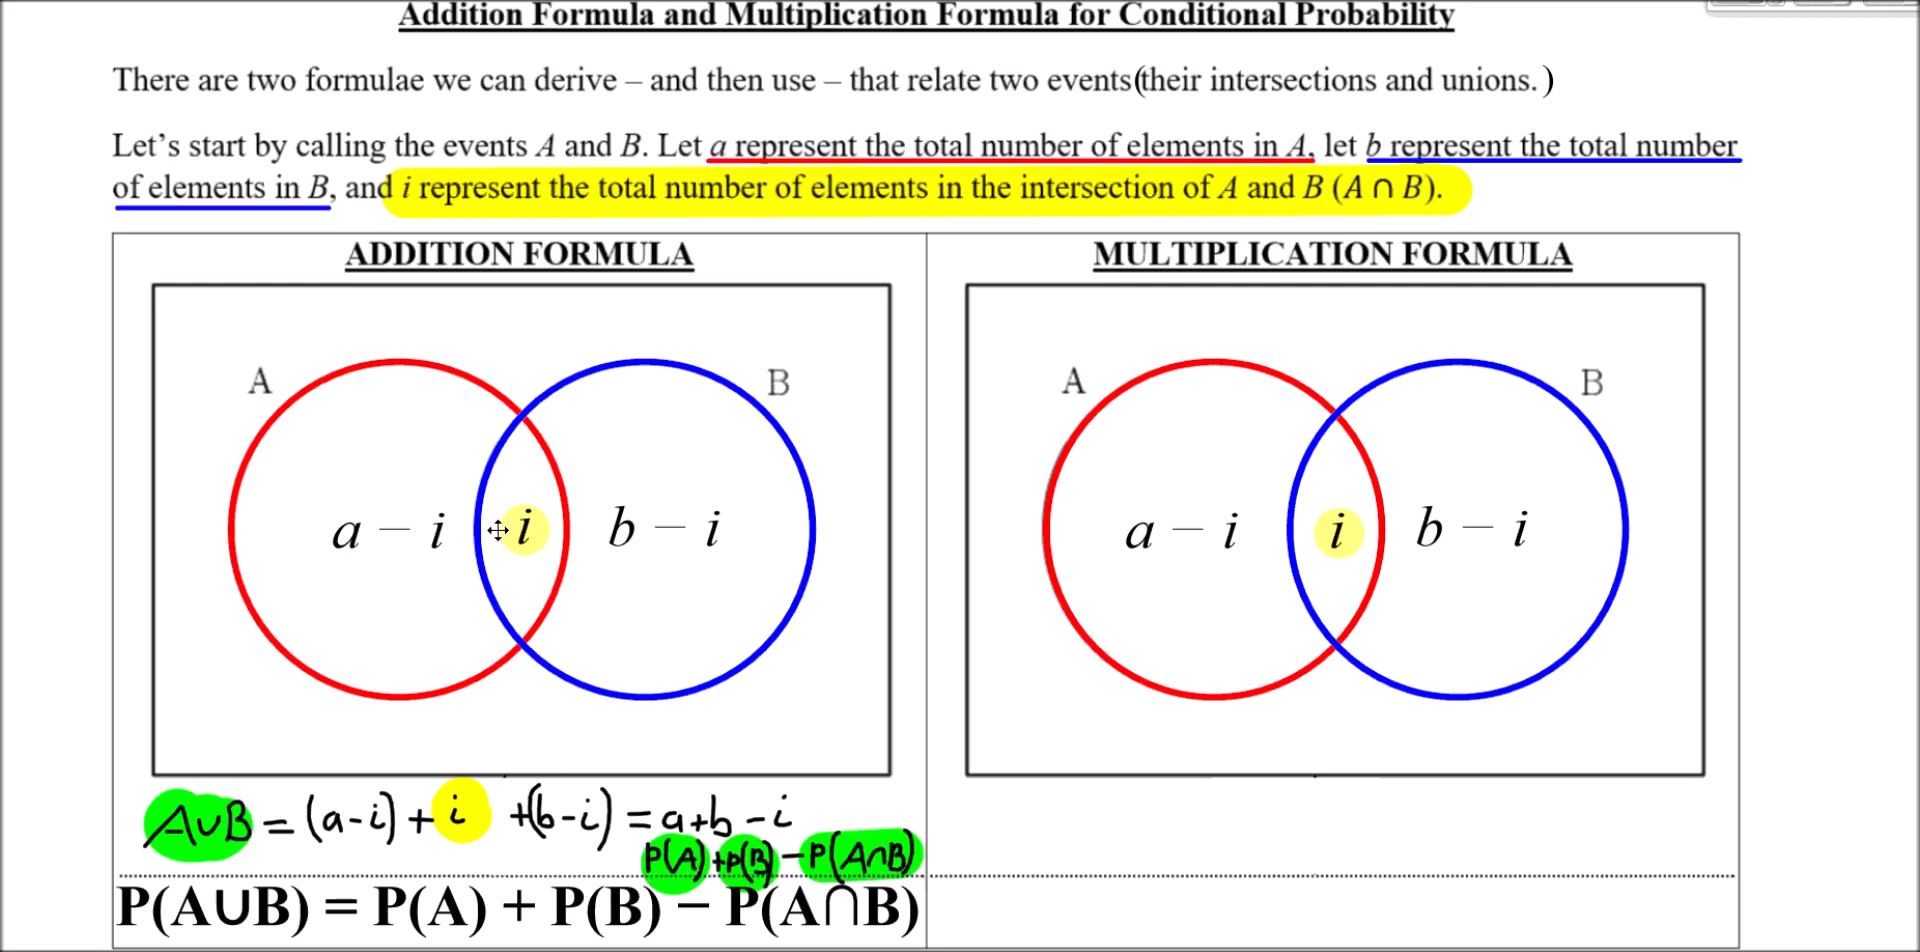 Addition Formula and Multiplication Formula for Conditional Probability
There are two formulae we can derive – and then use – that relate two events (their intersections and unions.)
Let’s start by calling the events A and B. Let a represent the total number of elements in A, let b represent the total number
of elements in B, and i represent the total number of elements in the intersection of A and B (A ∩ B).
ADDITION FORMULA
A
B
a − i
i
b − i
A∪B = (a-i) + i + (b-i) = a+b-i
P(A)+P(B)-P(A∩B)
P(A∪B) = P(A) + P(B) − P(A∩B)
MULTIPLICATION FORMULA
A
B
a − i
i
b − i